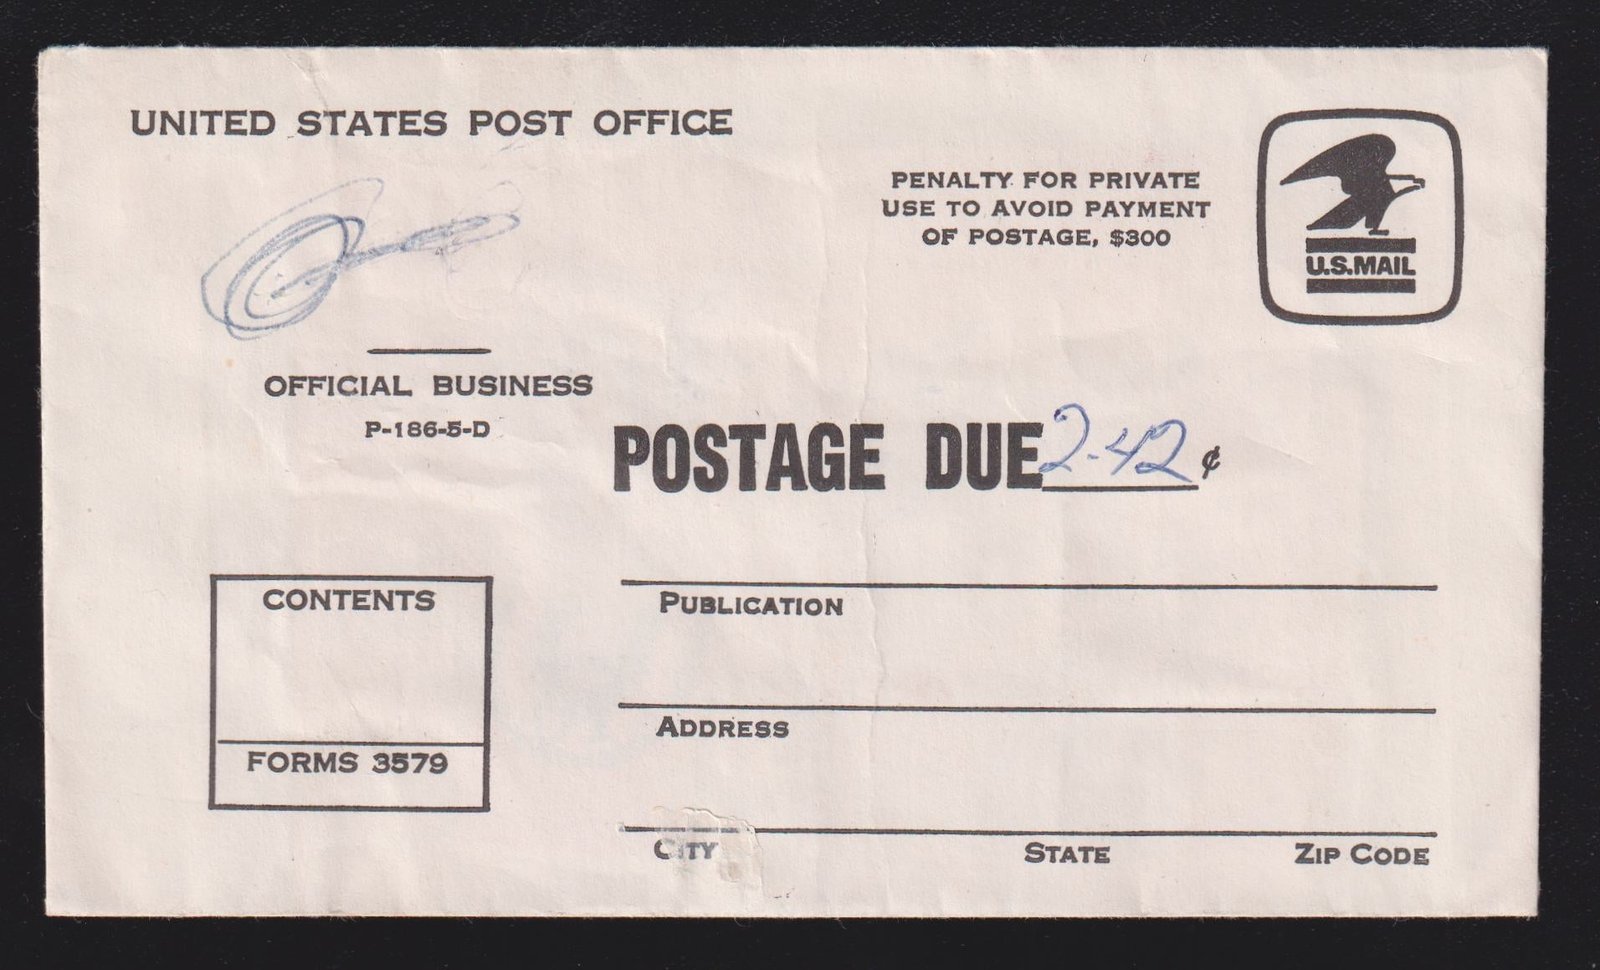 UNITED STATES POST OFFICE
PENALTY FOR PRIVATE
USE TO AVOID PAYMENT
OF POSTAGE, $300
U.S.MAIL
OFFICIAL BUSINESS
P-186-5-D
POSTAGE DUE 2-42 ¢
CONTENTS
FORMS 3579
PUBLICATION
ADDRESS
CITY STATE ZIP CODE